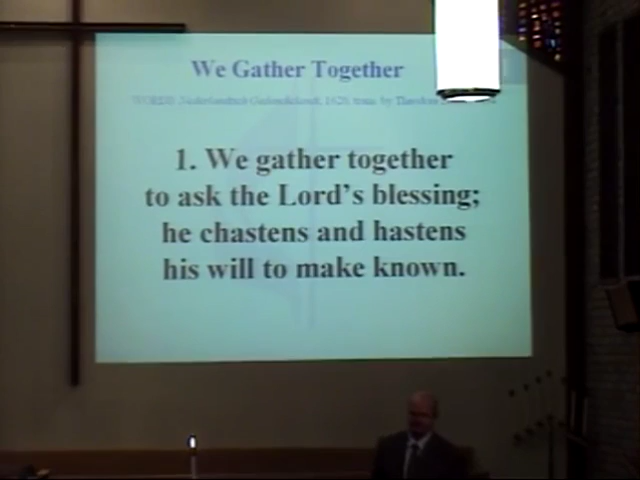 We Gather Together
WORDS: Nederlandtsch Gedenckclanck, 1626; trans. by Theodore
1. We gather together
to ask the Lord's blessing;
he chastens and hastens
his will to make known.